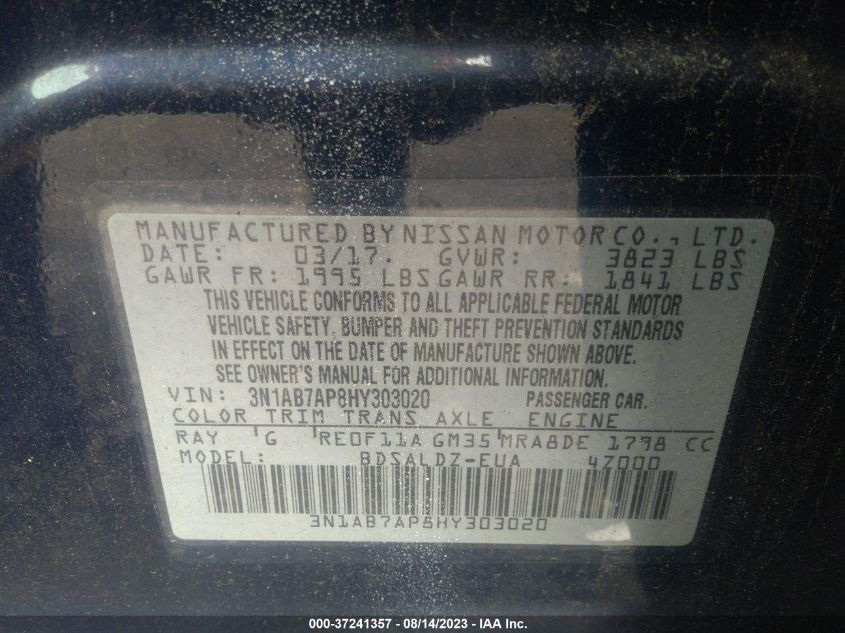 MANUFACTURED BY NISSAN MOTOR CO., LTD.
DATE: 03/17. GVWR: 3823 LBS
GAWR FR: 1995 LBS GAWR RR: 1841 LBS
THIS VEHICLE CONFORMS TO ALL APPLICABLE FEDERAL MOTOR
VEHICLE SAFETY, BUMPER AND THEFT PREVENTION STANDARDS
IN EFFECT ON THE DATE OF MANUFACTURE SHOWN ABOVE.
SEE OWNER'S MANUAL FOR ADDITIONAL INFORMATION.
VIN: 3N1AB7AP8HY303020 PASSENGER CAR.
COLOR TRIM TRANS AXLE ENGINE
RAY G RE0F11A GM35 MRA8DE 1798 CC
MODEL: BDSALDZ-EUA 4Z000
3N1AB7AP8HY303020
000-37241357 - 08/14/2023 - IAA Inc.